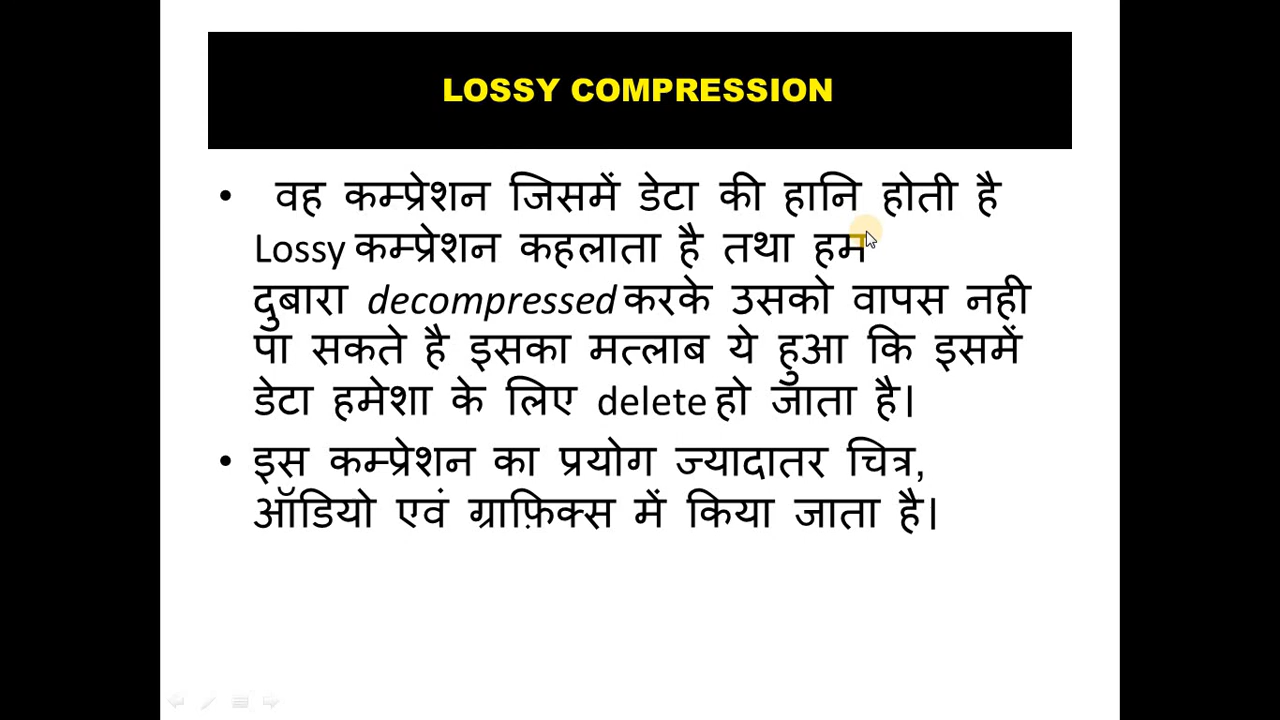 LOSSY COMPRESSION
• वह कम्प्रेशन जिसमें डेटा की हानि होती है
Lossy कम्प्रेशन कहलाता है तथा हम
दुबारा decompressed करके उसको वापस नही
पा सकते है इसका मत्लाब ये हुआ कि इसमें
डेटा हमेशा के लिए delete हो जाता है।
• इस कम्प्रेशन का प्रयोग ज्यादातर चित्र,
ऑडियो एवं ग्राफ़िक्स में किया जाता है।